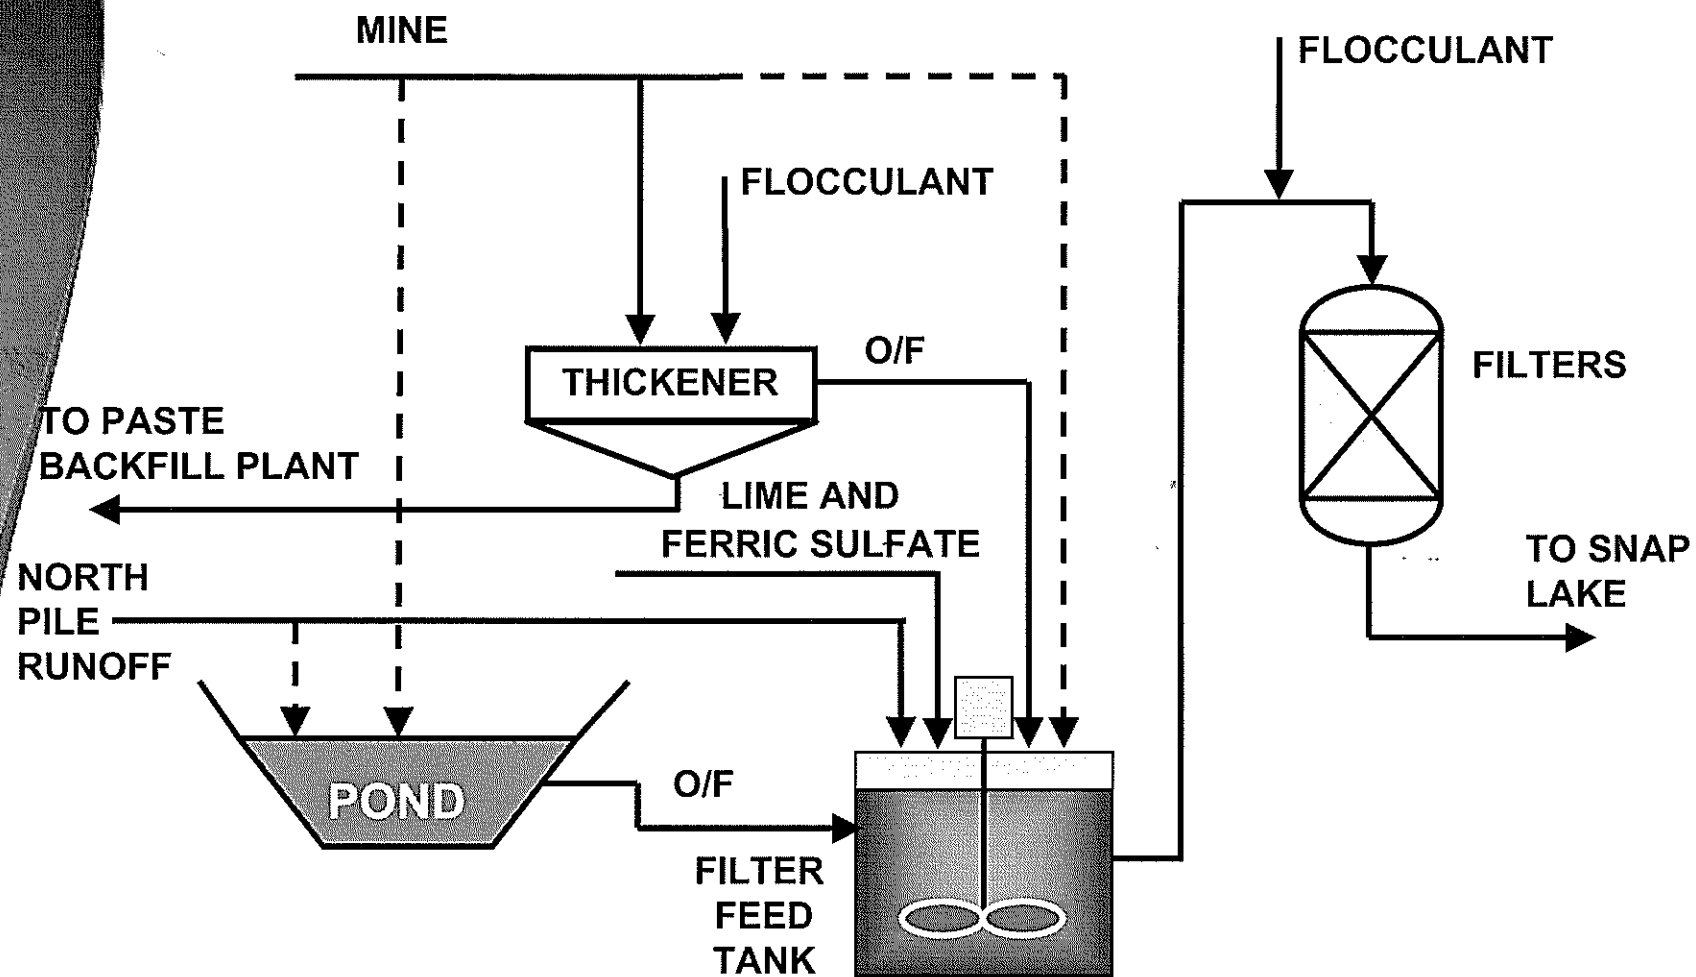 MINE
FLOCCULANT
FLOCCULANT
O/F
THICKENER
FILTERS
TO PASTE
BACKFILL PLANT
LIME AND
FERRIC SULFATE
TO SNAP
LAKE
NORTH
PILE
RUNOFF
POND
O/F
FILTER
FEED
TANK